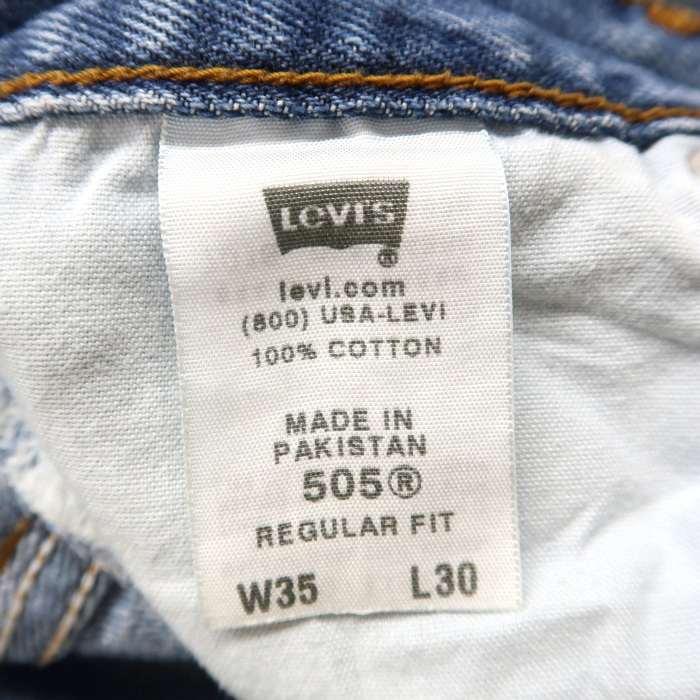 LEVI'S
®
levi.com
(800) USA-LEVI
100% COTTON
MADE IN
PAKISTAN
505®
REGULAR FIT
W35 L30